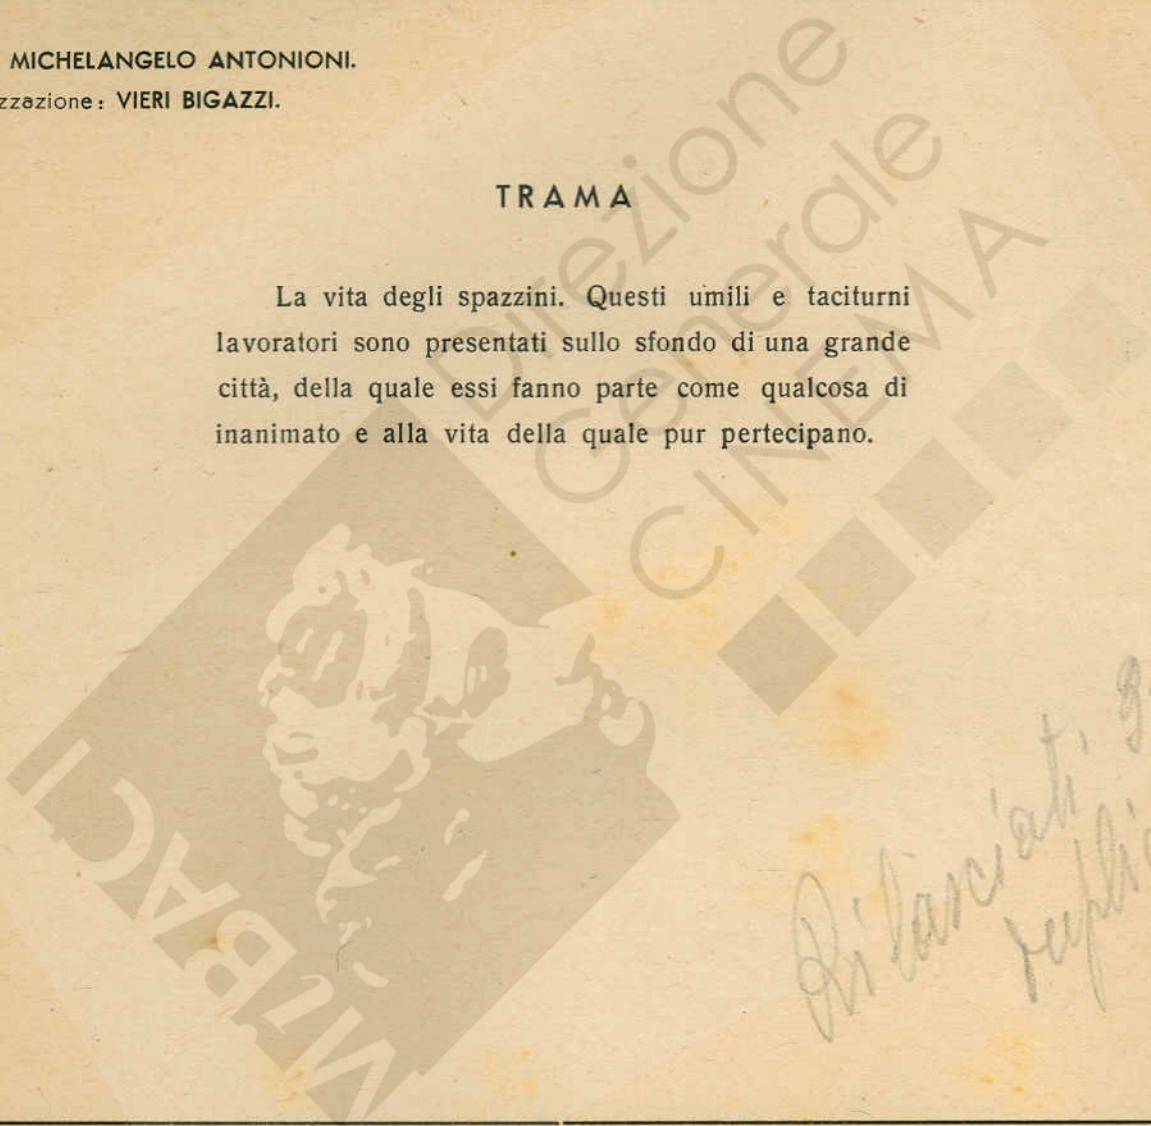 MICHELANGELO ANTONIONI.
zzazione: VIERI BIGAZZI.
TRAMA
La vita degli spazzini. Questi umili e taciturni
lavoratori sono presentati sullo sfondo di una grande
città, della quale essi fanno parte come qualcosa di
inanimato e alla vita della quale pur pertecipano.
Direzione
Generale
CINEMA
MiBACI
Rilasciati